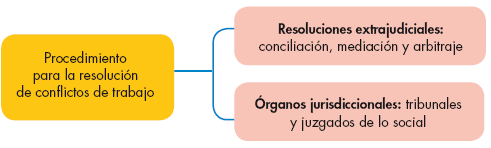 Procedimiento
para la resolución
de conflictos de trabajo
Resoluciones extrajudiciales:
conciliación, mediación y arbitraje
Órganos jurisdiccionales: tribunales
y juzgados de lo social